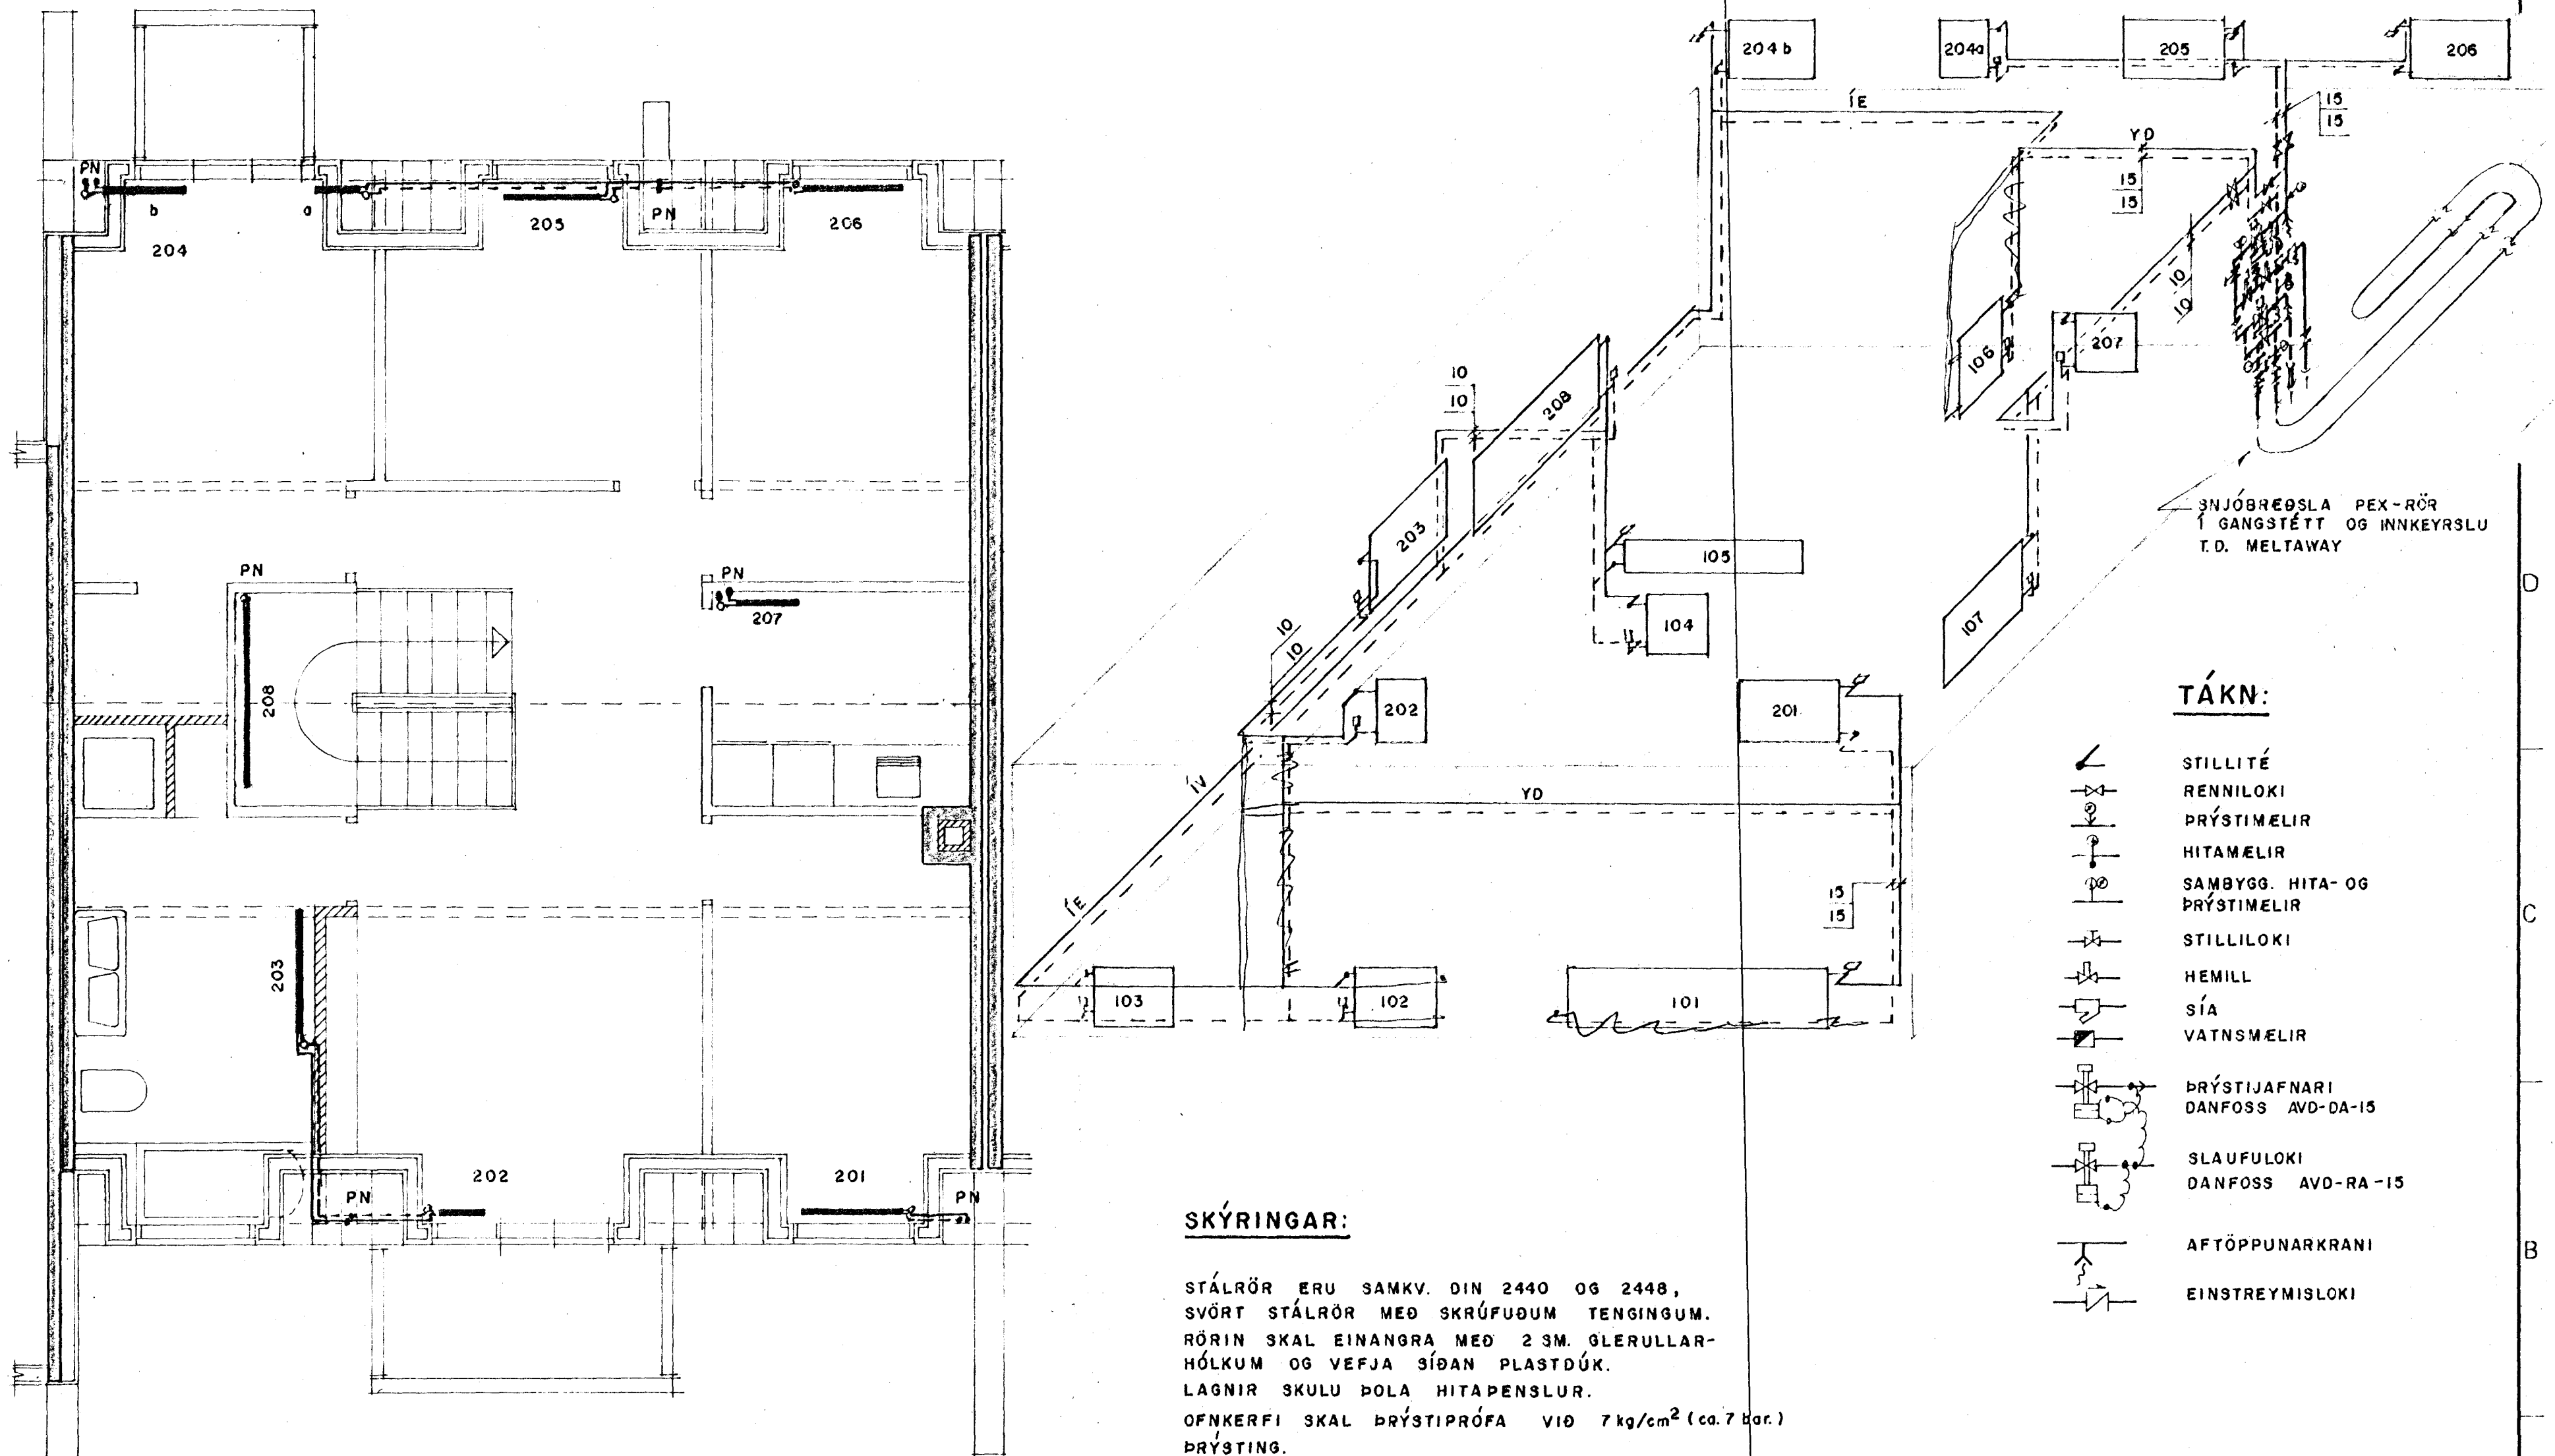 PN
b
a
204
205
PN
206
PN
208
PN
207
203
202
201
PN
PN
204 b
204a
205
206
ÍE
15
15
YD
15
15
10
10
106
207
10
10
208
203
105
104
107
10
10
202
201
ÍV
YD
ÍE
15
15
103
102
101
SNJÓBRÆÐSLA PEX-RÖR
Í GANGSTÉTT OG INNKEYRSLU
T.D. MELTAWAY
D
C
B
TÁKN:
STILLITÉ
RENNILOKI
ÞRÝSTIMÆLIR
HITAMÆLIR
SAMBYGG. HITA- OG
ÞRÝSTIMÆLIR
STILLILOKI
HEMILL
SÍA
VATNSMÆLIR
ÞRÝSTIJAFNARI
DANFOSS AVD-DA-15
SLAUFULOKI
DANFOSS AVD-RA-15
AFTÖPPUNARKRANI
EINSTREYMISLOKI
SKÝRINGAR:
STÁLRÖR ERU SAMKV. DIN 2440 OG 2448,
SVÖRT STÁLRÖR MEÐ SKRÚFUÐUM TENGINGUM.
RÖRIN SKAL EINANGRA MEÐ 2 SM. GLERULLAR-
HÓLKUM OG VEFJA SÍÐAN PLASTDÚK.
LAGNIR SKULU ÞOLA HITAÞENSLUR.
OFNKERFI SKAL ÞRÝSTIPRÓFA VIÐ 7 kg/cm² (ca. 7 bar.)
ÞRÝSTING.